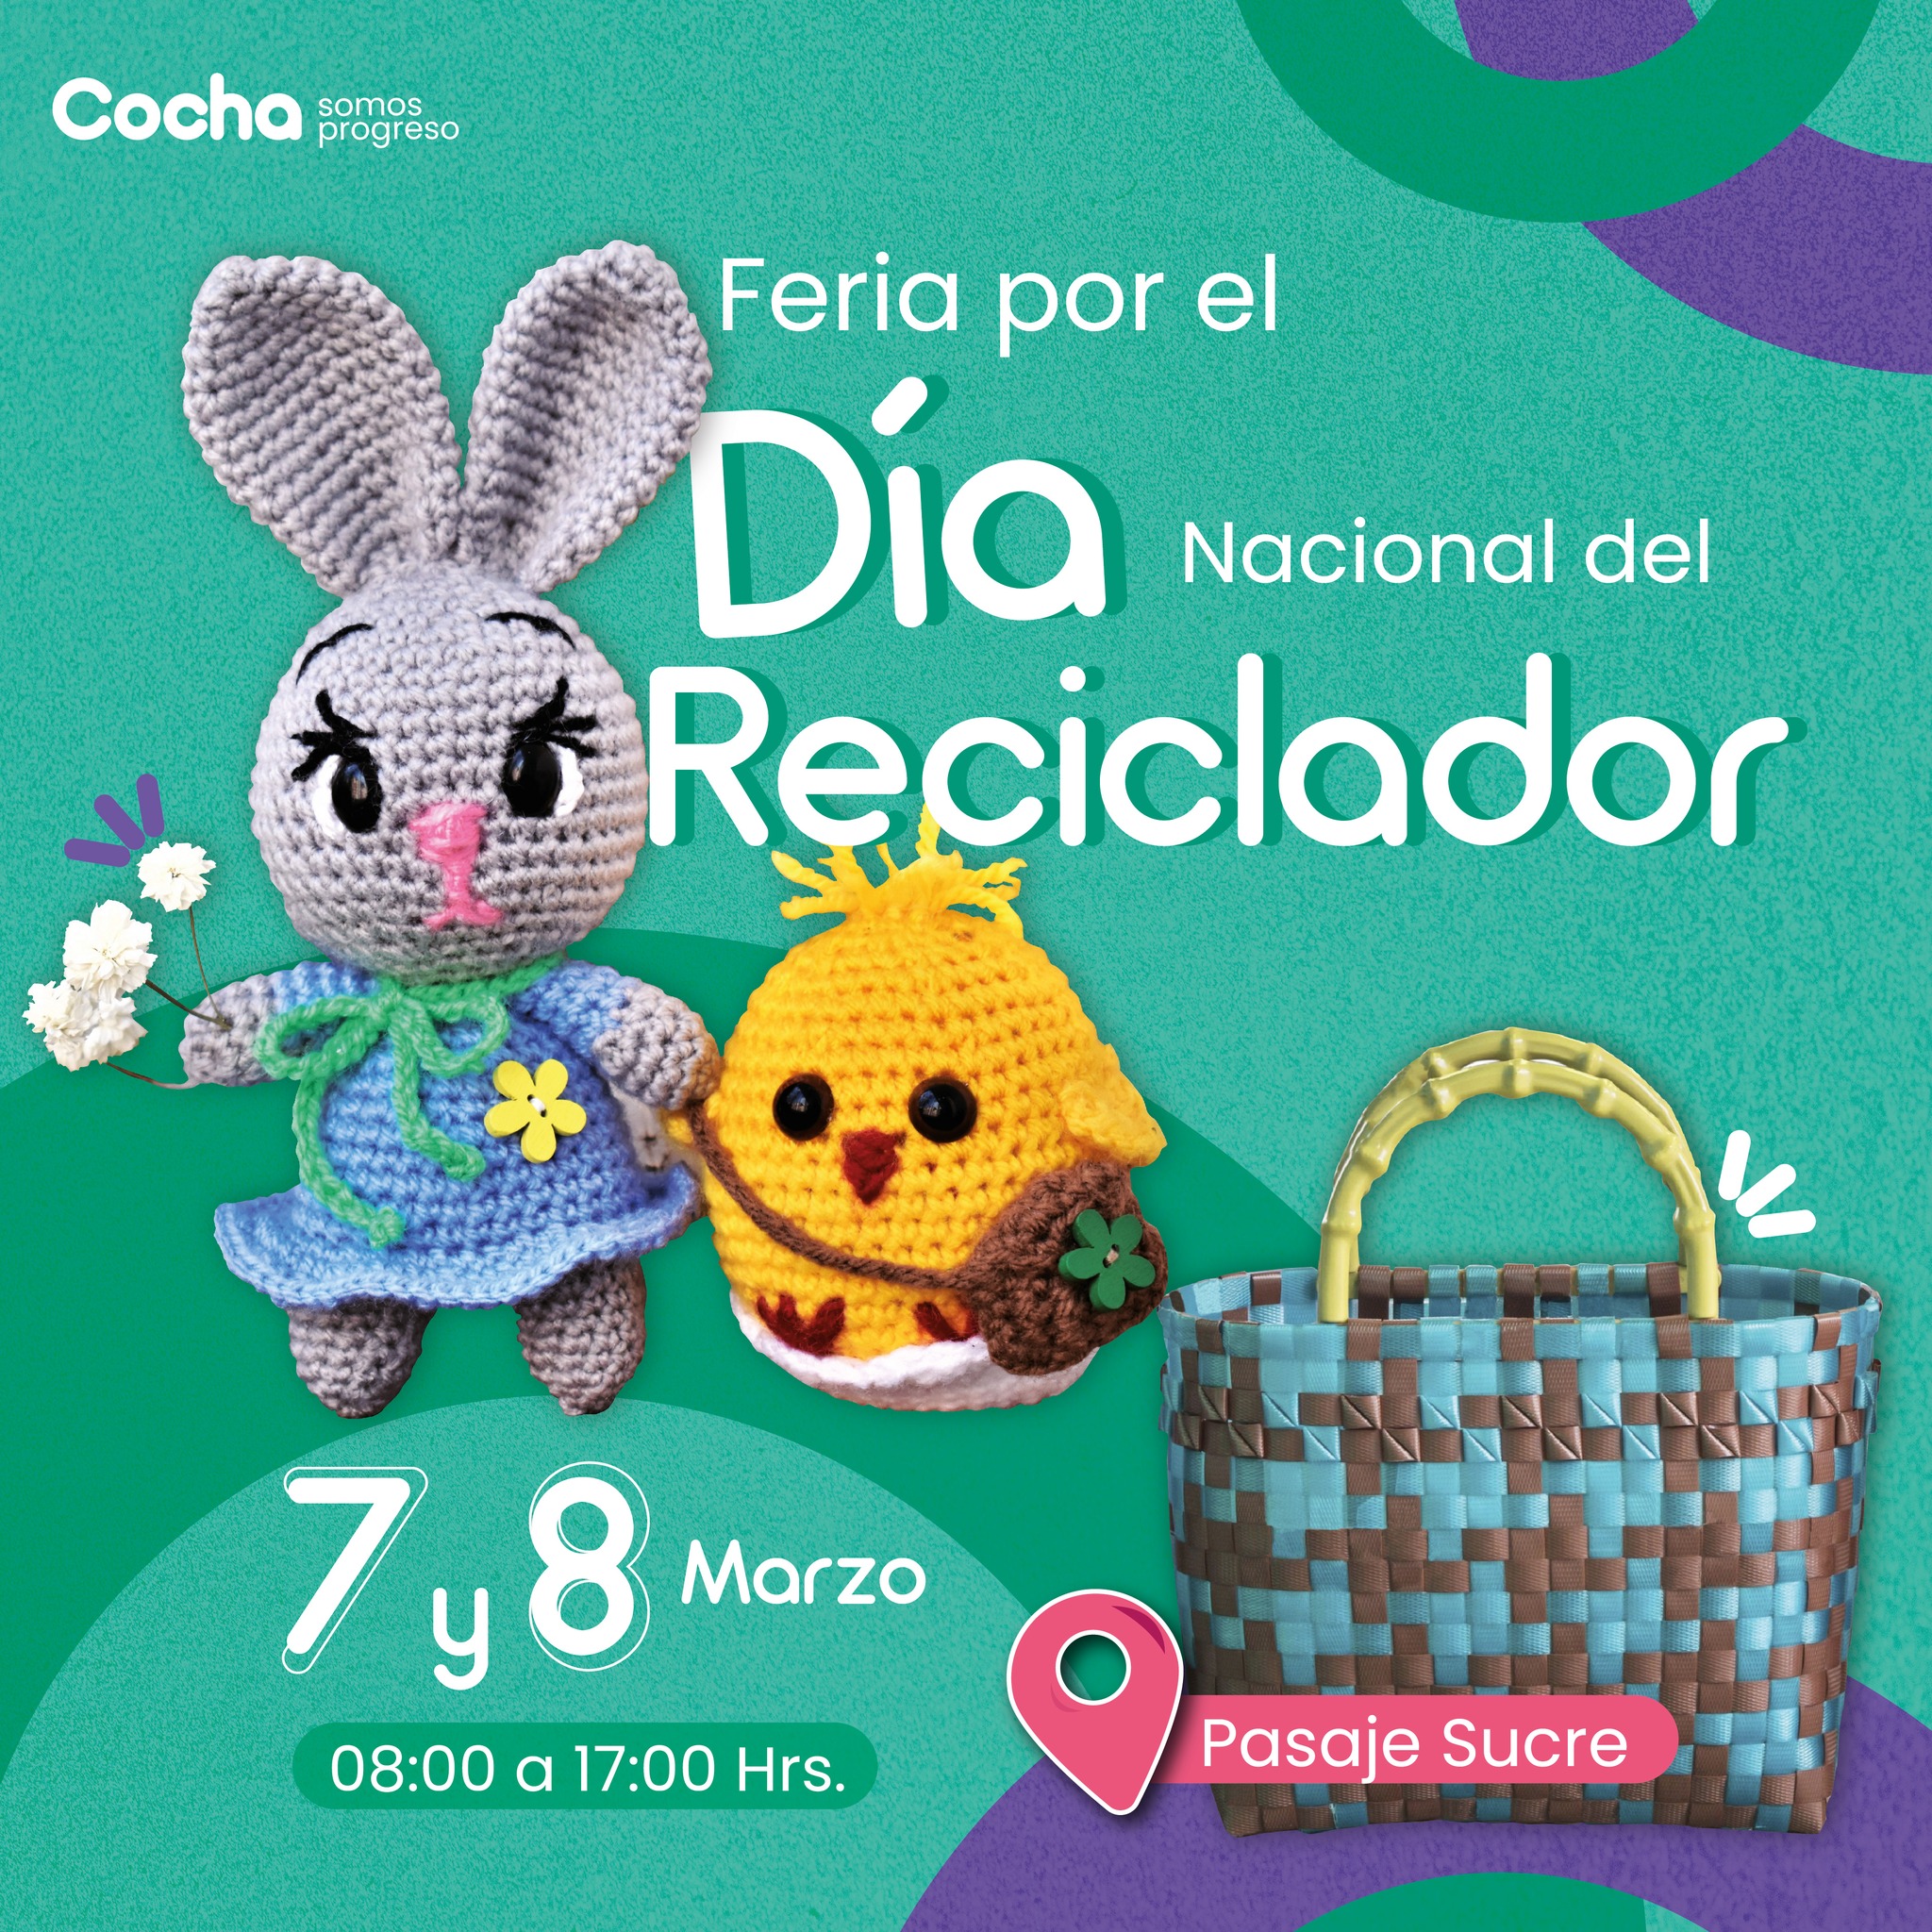 Cocha somos
progreso
Feria por el
Día Nacional del
Reciclador
7 y 8 Marzo
08:00 a 17:00 Hrs.
Pasaje Sucre